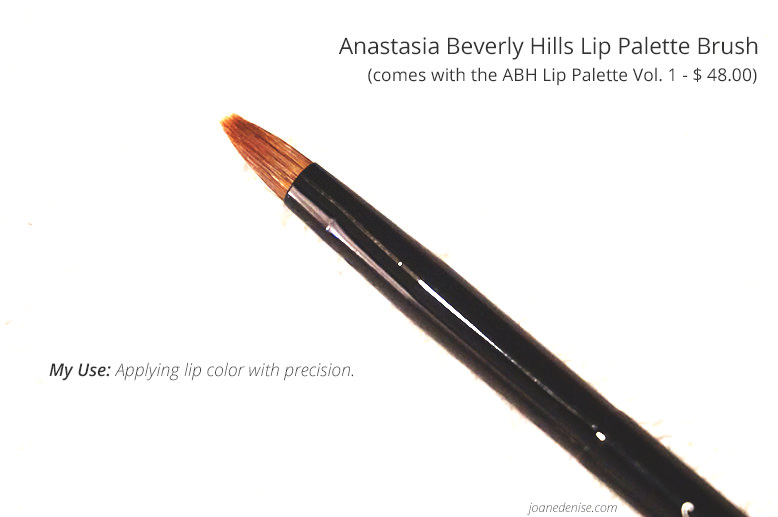 Anastasia Beverly Hills Lip Palette Brush
(comes with the ABH Lip Palette Vol. 1 - $ 48.00)
My Use: Applying lip color with precision.
joanedenise.com